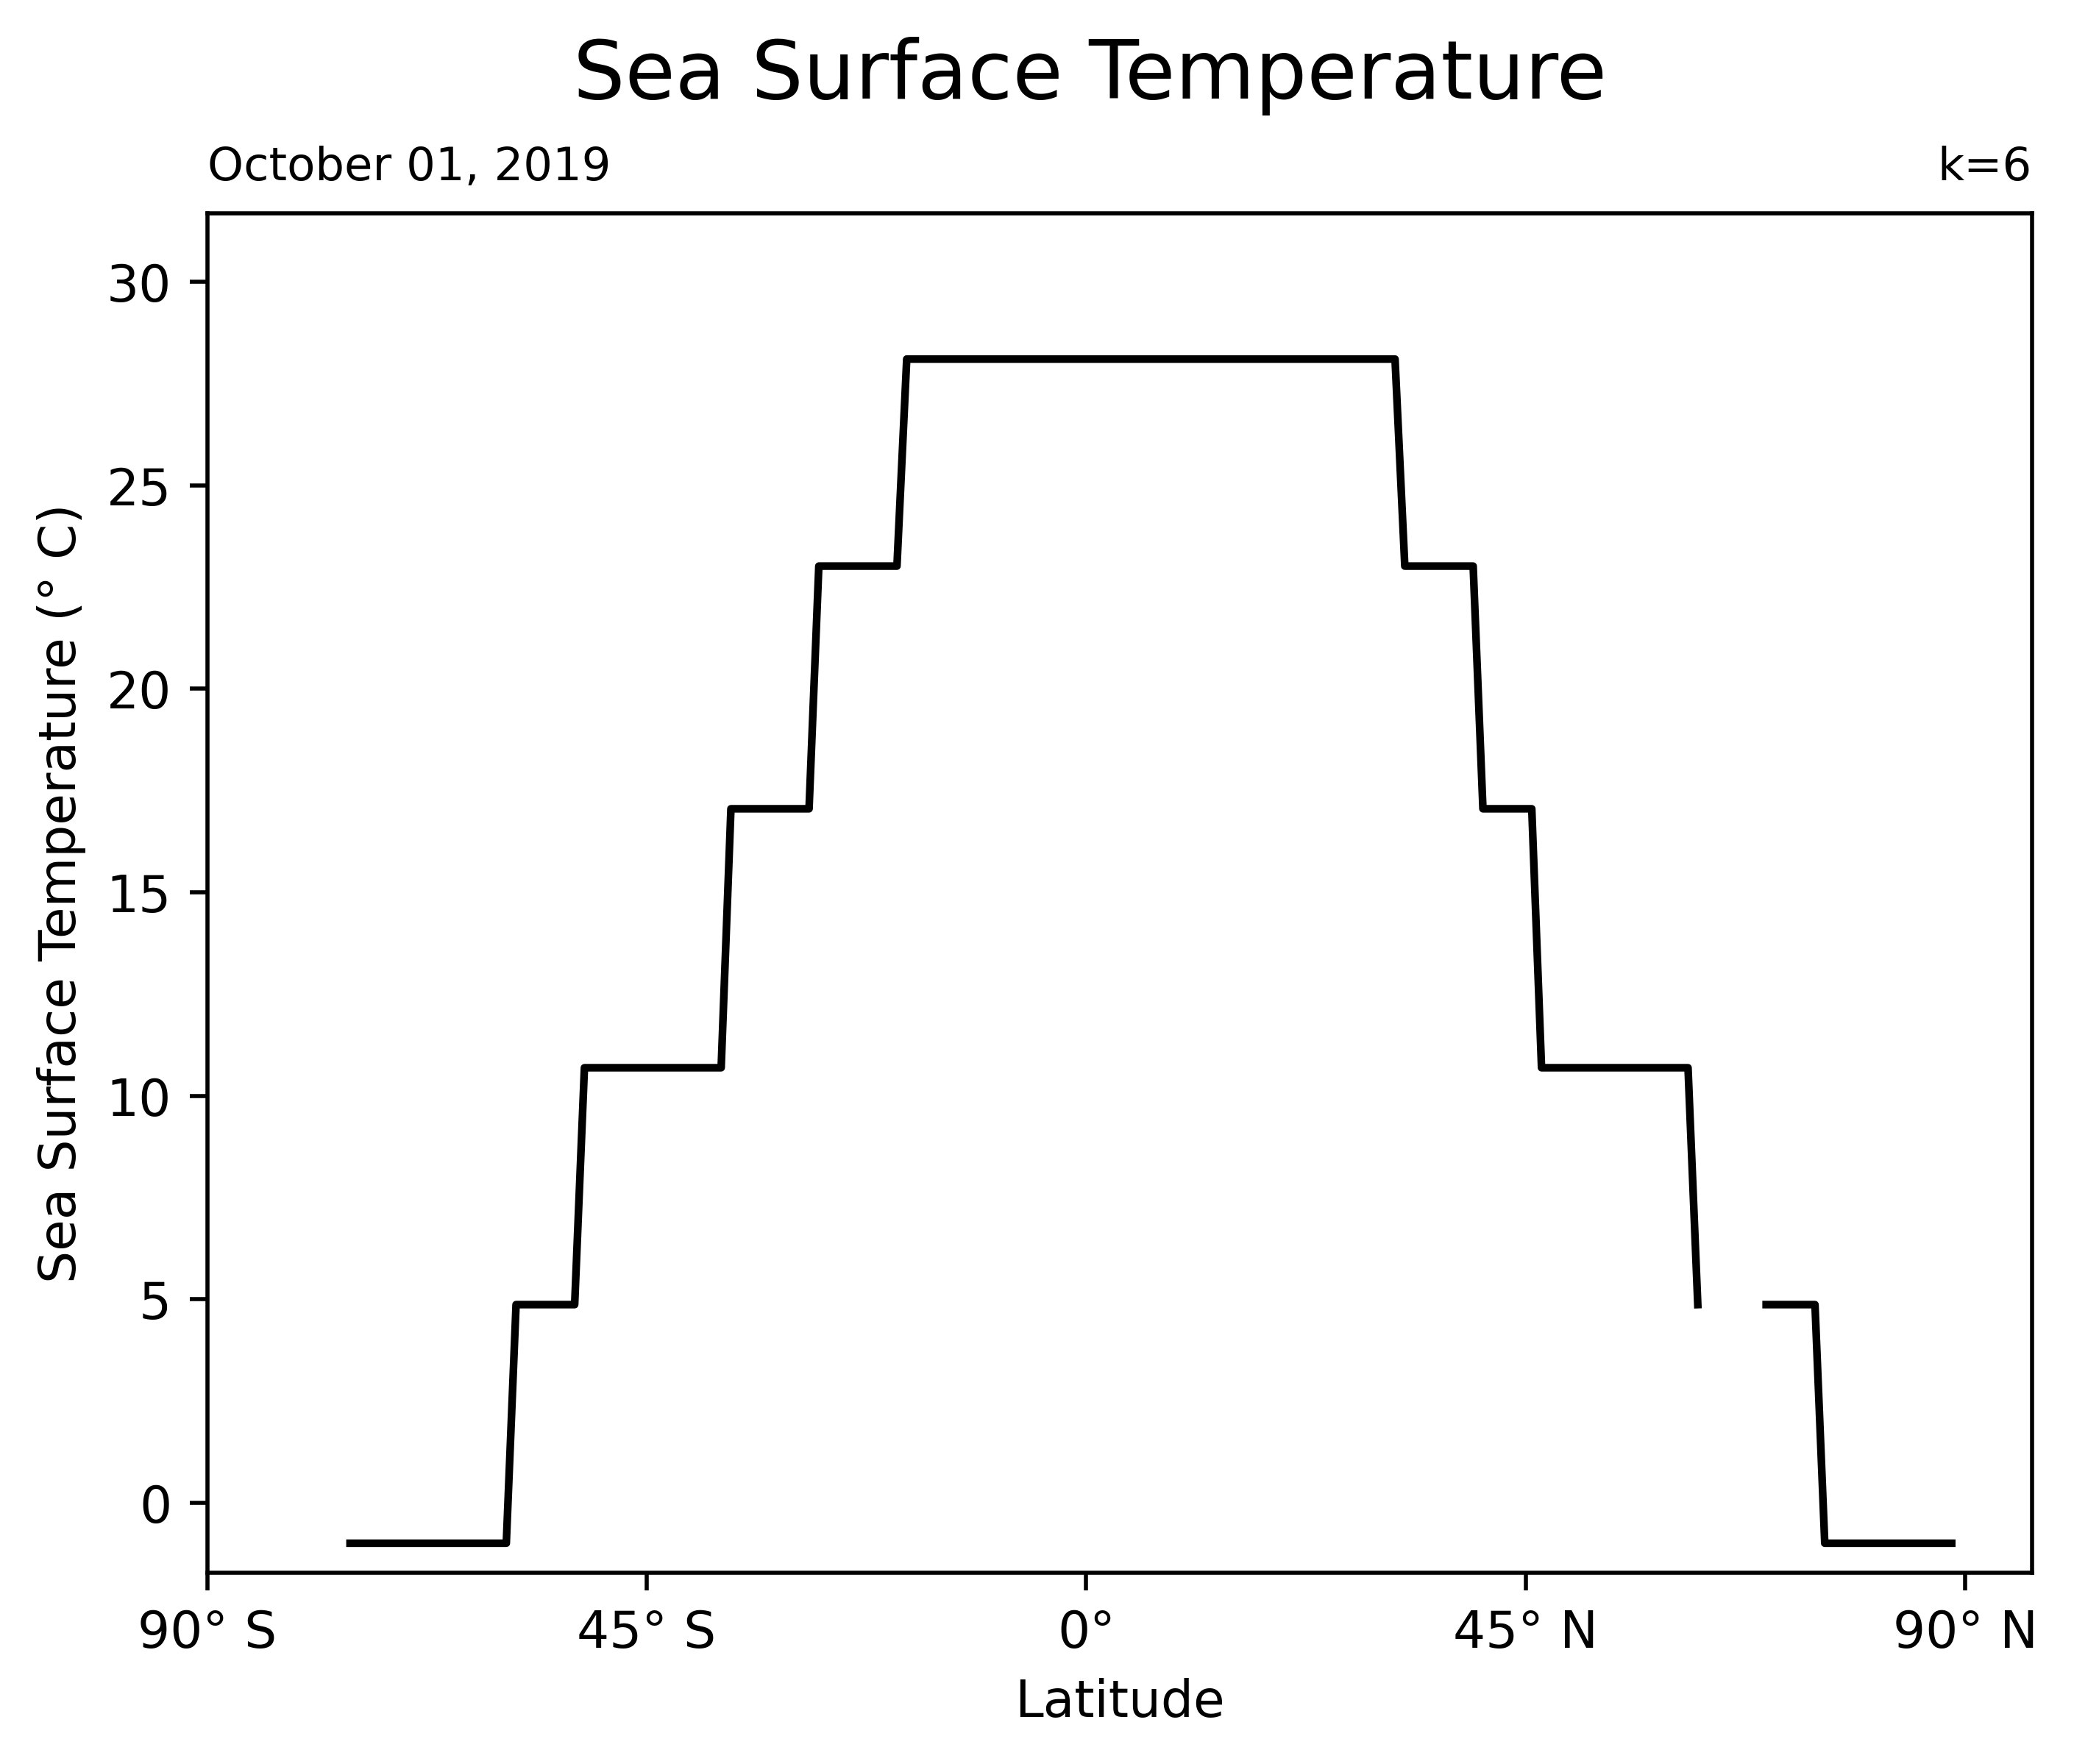 Sea Surface Temperature
October 01, 2019
k=6
30
25
20
15
10
5
0
Sea Surface Temperature (° C)
90° S
45° S
0°
45° N
90° N
Latitude